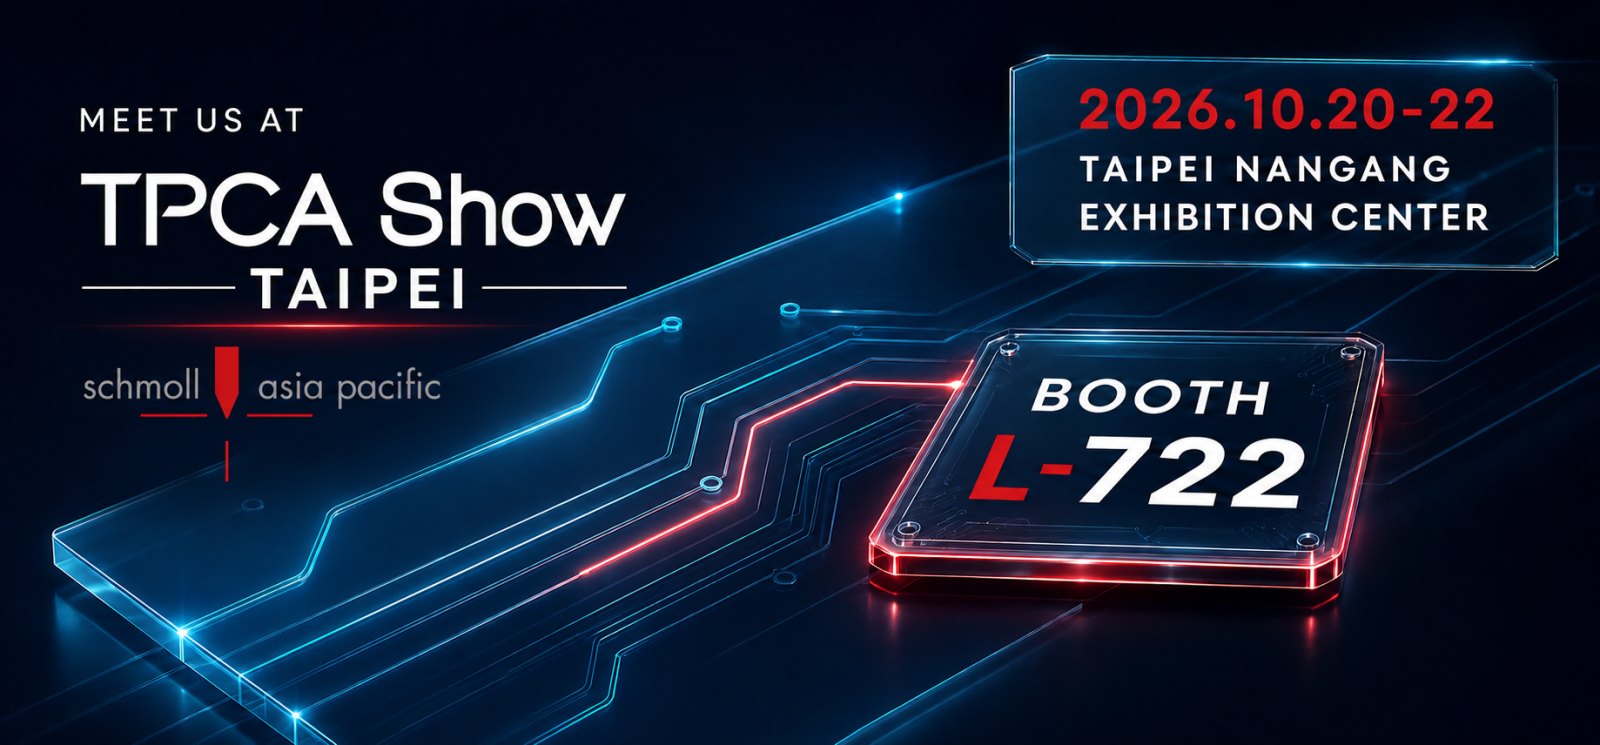 MEET US AT
TPCA Show
TAIPEI
schmoll asia pacific
2026.10.20-22
TAIPEI NANGANG
EXHIBITION CENTER
BOOTH
L-722